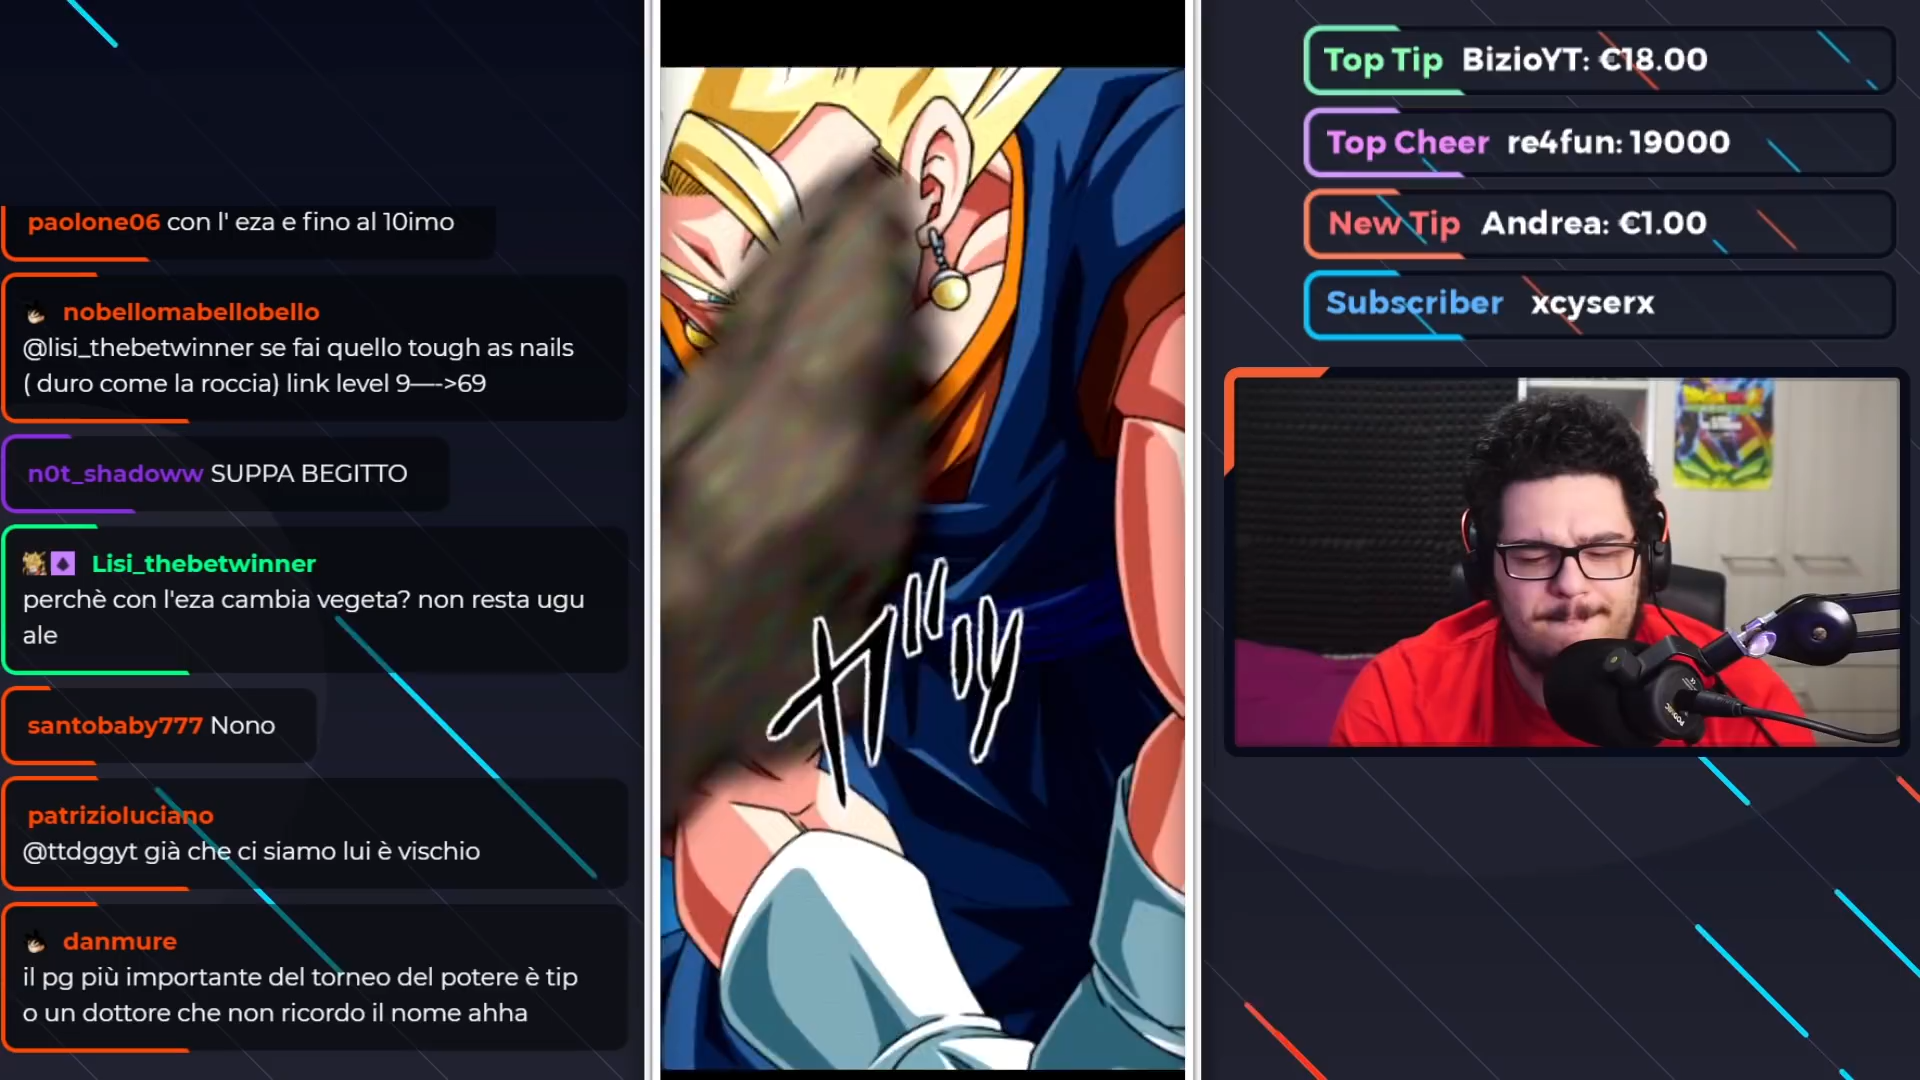 paolone06 con l' eza e fino al 10imo
nobellomabellobello
@lisi_thebetwinner se fai quello tough as nails
( duro come la roccia) link level 9—->69
n0t_shadoww SUPPA BEGITTO
Lisi_thebetwinner
perchè con l'eza cambia vegeta? non resta ugu
ale
santobaby777 Nono
patrizioluciano
@ttdggyt già che ci siamo lui è vischio
danmure
il pg più importante del torneo del potere è tip
o un dottore che non ricordo il nome ahha
ガッ
Top Tip BizioYT: €18.00
Top Cheer re4fun: 19000
New Tip Andrea: €1.00
Subscriber xcyserx